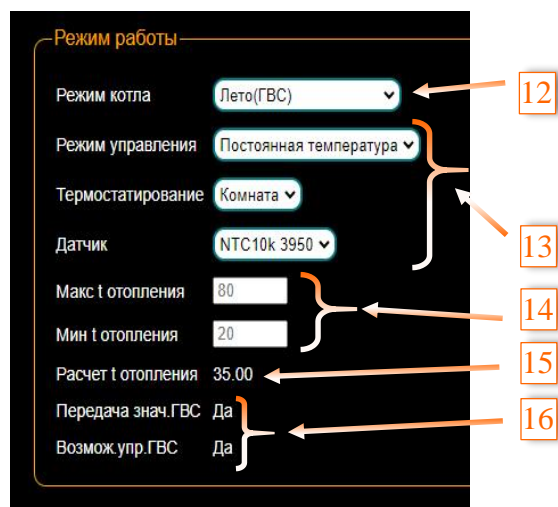 Режим работы
Режим котла Лето(ГВС) 12
Режим управления Постоянная температура
Термостатирование Комната
Датчик NTC10k 3950 13
Макс t отопления 80 14
Мин t отопления 20
Расчет t отопления 35.00 15
Передача знач.ГВС Да 16
Возмож.упр.ГВС Да